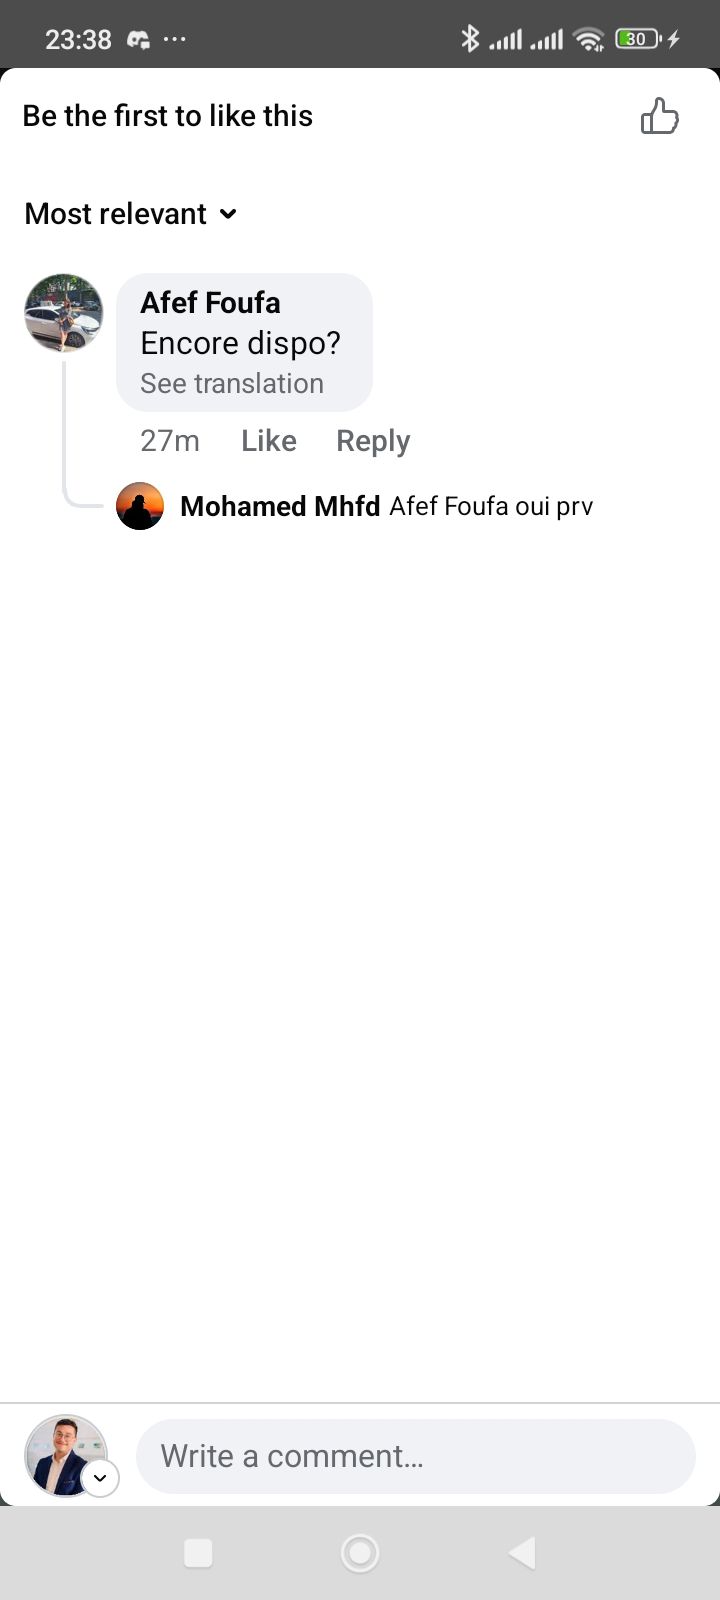 23:38
30
Be the first to like this
Most relevant
Afef Foufa
Encore dispo?
See translation
27m Like Reply
Mohamed Mhfd Afef Foufa oui prv
Write a comment...